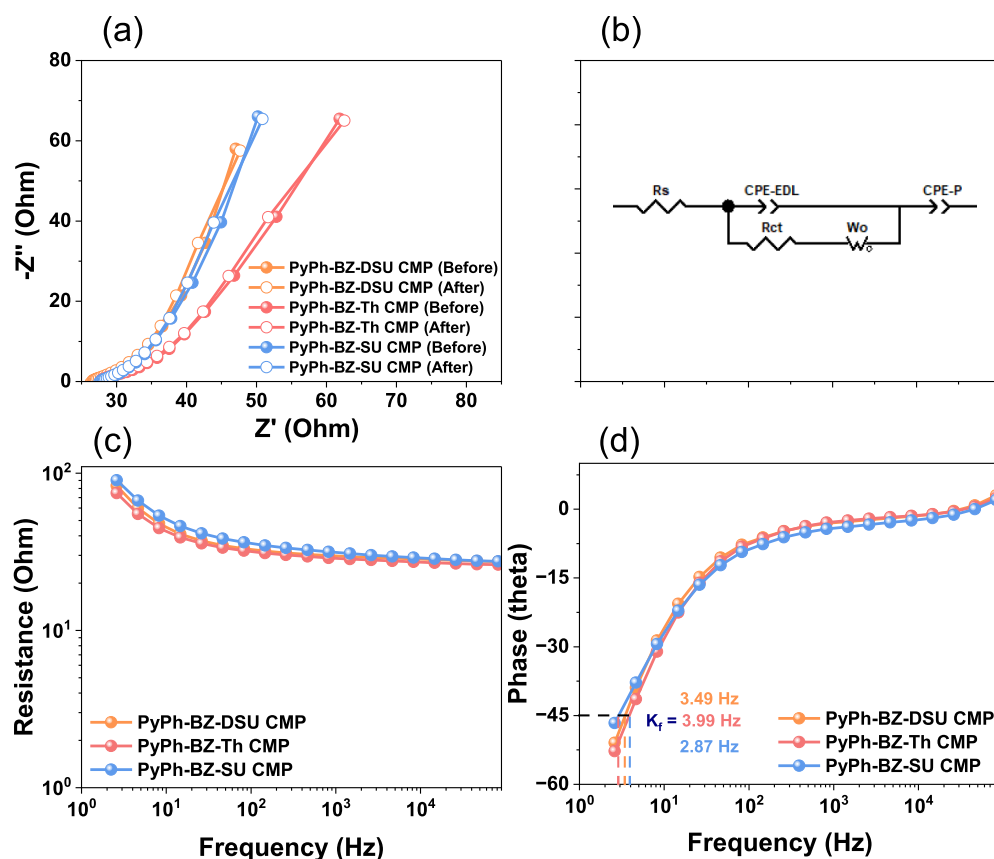 (a)
80
60
40
20
0
-Z'' (Ohm)
30 40 50 60 70 80
Z' (Ohm)
PyPh-BZ-DSU CMP (Before)
PyPh-BZ-DSU CMP (After)
PyPh-BZ-Th CMP (Before)
PyPh-BZ-Th CMP (After)
PyPh-BZ-SU CMP (Before)
PyPh-BZ-SU CMP (After)
(b)
Rs CPE-EDL CPE-P
Rct Wo
(c)
10²
10¹
10⁰
Resistance (Ohm)
PyPh-BZ-DSU CMP
PyPh-BZ-Th CMP
PyPh-BZ-SU CMP
10⁰ 10¹ 10² 10³ 10⁴
Frequency (Hz)
(d)
0
−15
−30
−45
−60
Phase (theta)
3.49 Hz
K_f = 3.99 Hz
2.87 Hz
PyPh-BZ-DSU CMP
PyPh-BZ-Th CMP
PyPh-BZ-SU CMP
10⁰ 10¹ 10² 10³ 10⁴
Frequency (Hz)